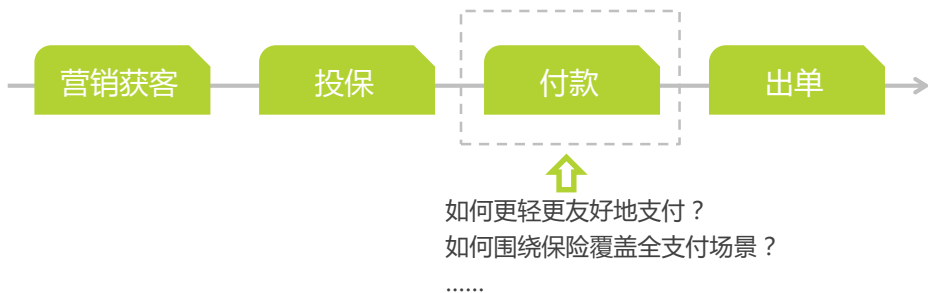 营销获客
投保
付款
出单
如何更轻更友好地支付？
如何围绕保险覆盖全支付场景？
......